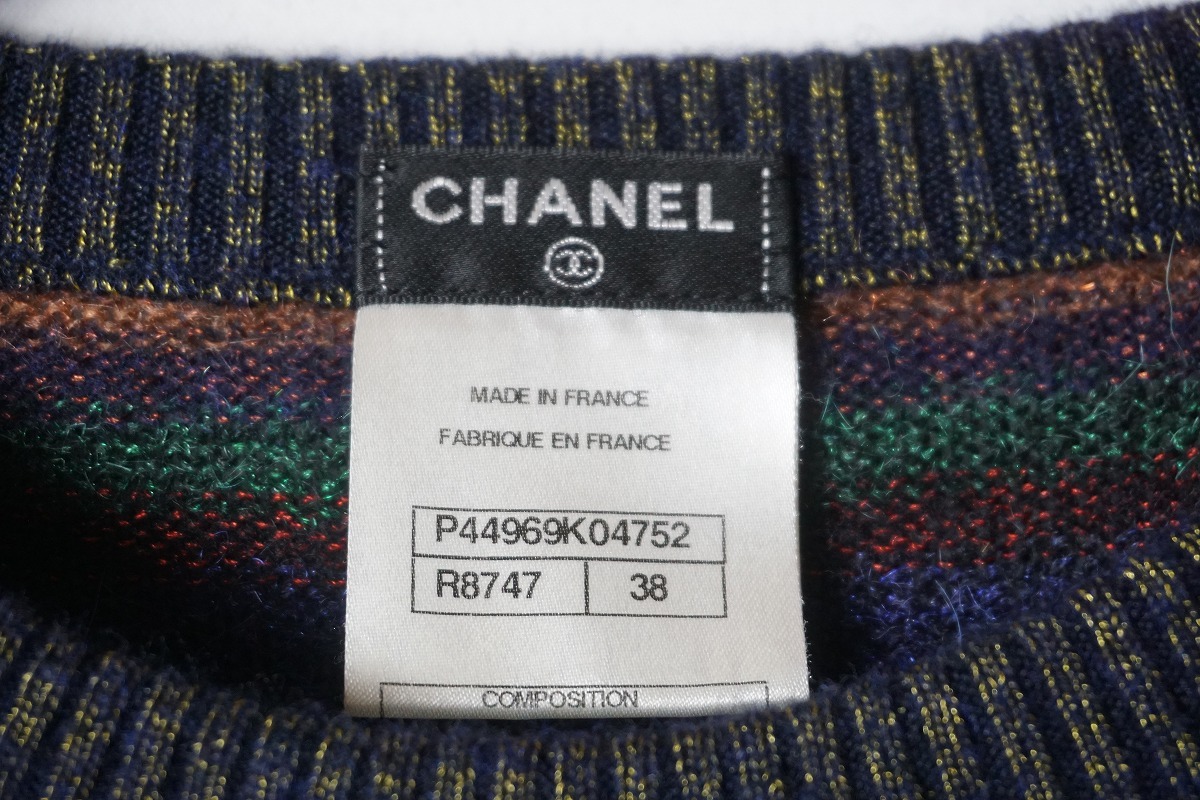 CHANEL
MADE IN FRANCE
FABRIQUE EN FRANCE
P44969K04752
R8747 38
COMPOSITION